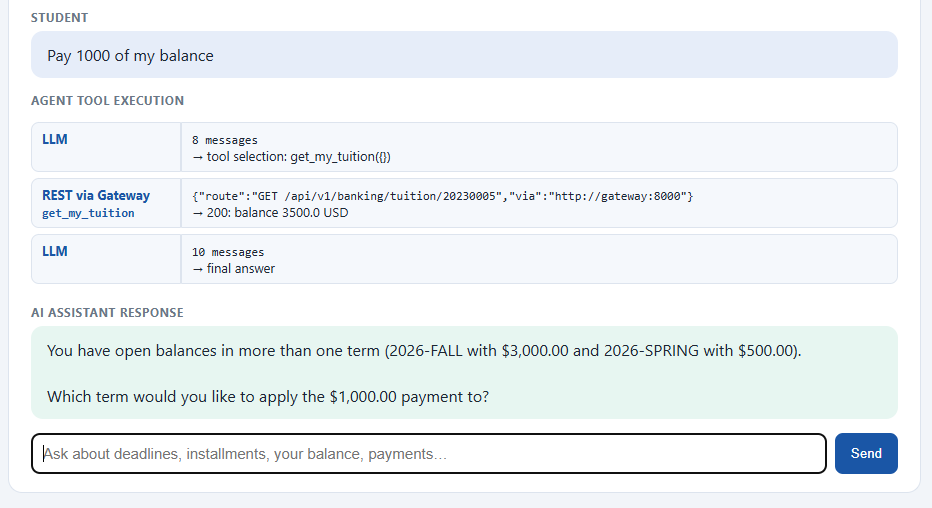 STUDENT
Pay 1000 of my balance
AGENT TOOL EXECUTION
LLM
8 messages
→ tool selection: get_my_tuition({})
REST via Gateway
get_my_tuition
{"route":"GET /api/v1/banking/tuition/20230005","via":"http://gateway:8000"}
→ 200: balance 3500.0 USD
LLM
10 messages
→ final answer
AI ASSISTANT RESPONSE
You have open balances in more than one term (2026-FALL with $3,000.00 and 2026-SPRING with $500.00).
Which term would you like to apply the $1,000.00 payment to?
Ask about deadlines, installments, your balance, payments…
Send